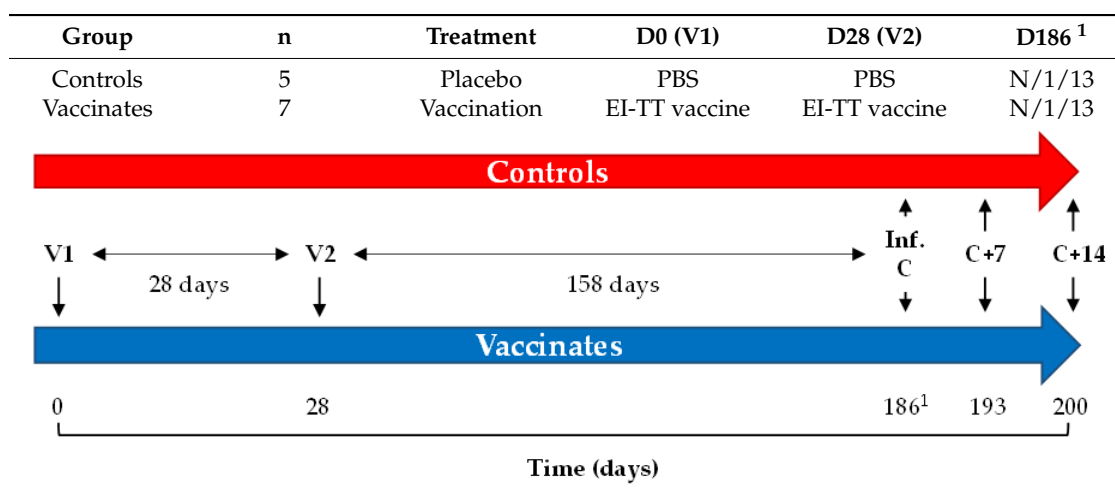 Group n Treatment D0 (V1) D28 (V2) D186 ¹
Controls 5 Placebo PBS PBS N/1/13
Vaccinates 7 Vaccination EI-TT vaccine EI-TT vaccine N/1/13
Controls
V1 V2 Inf. C C+7 C+14
28 days 158 days
Vaccinates
0 28 186¹ 193 200
Time (days)